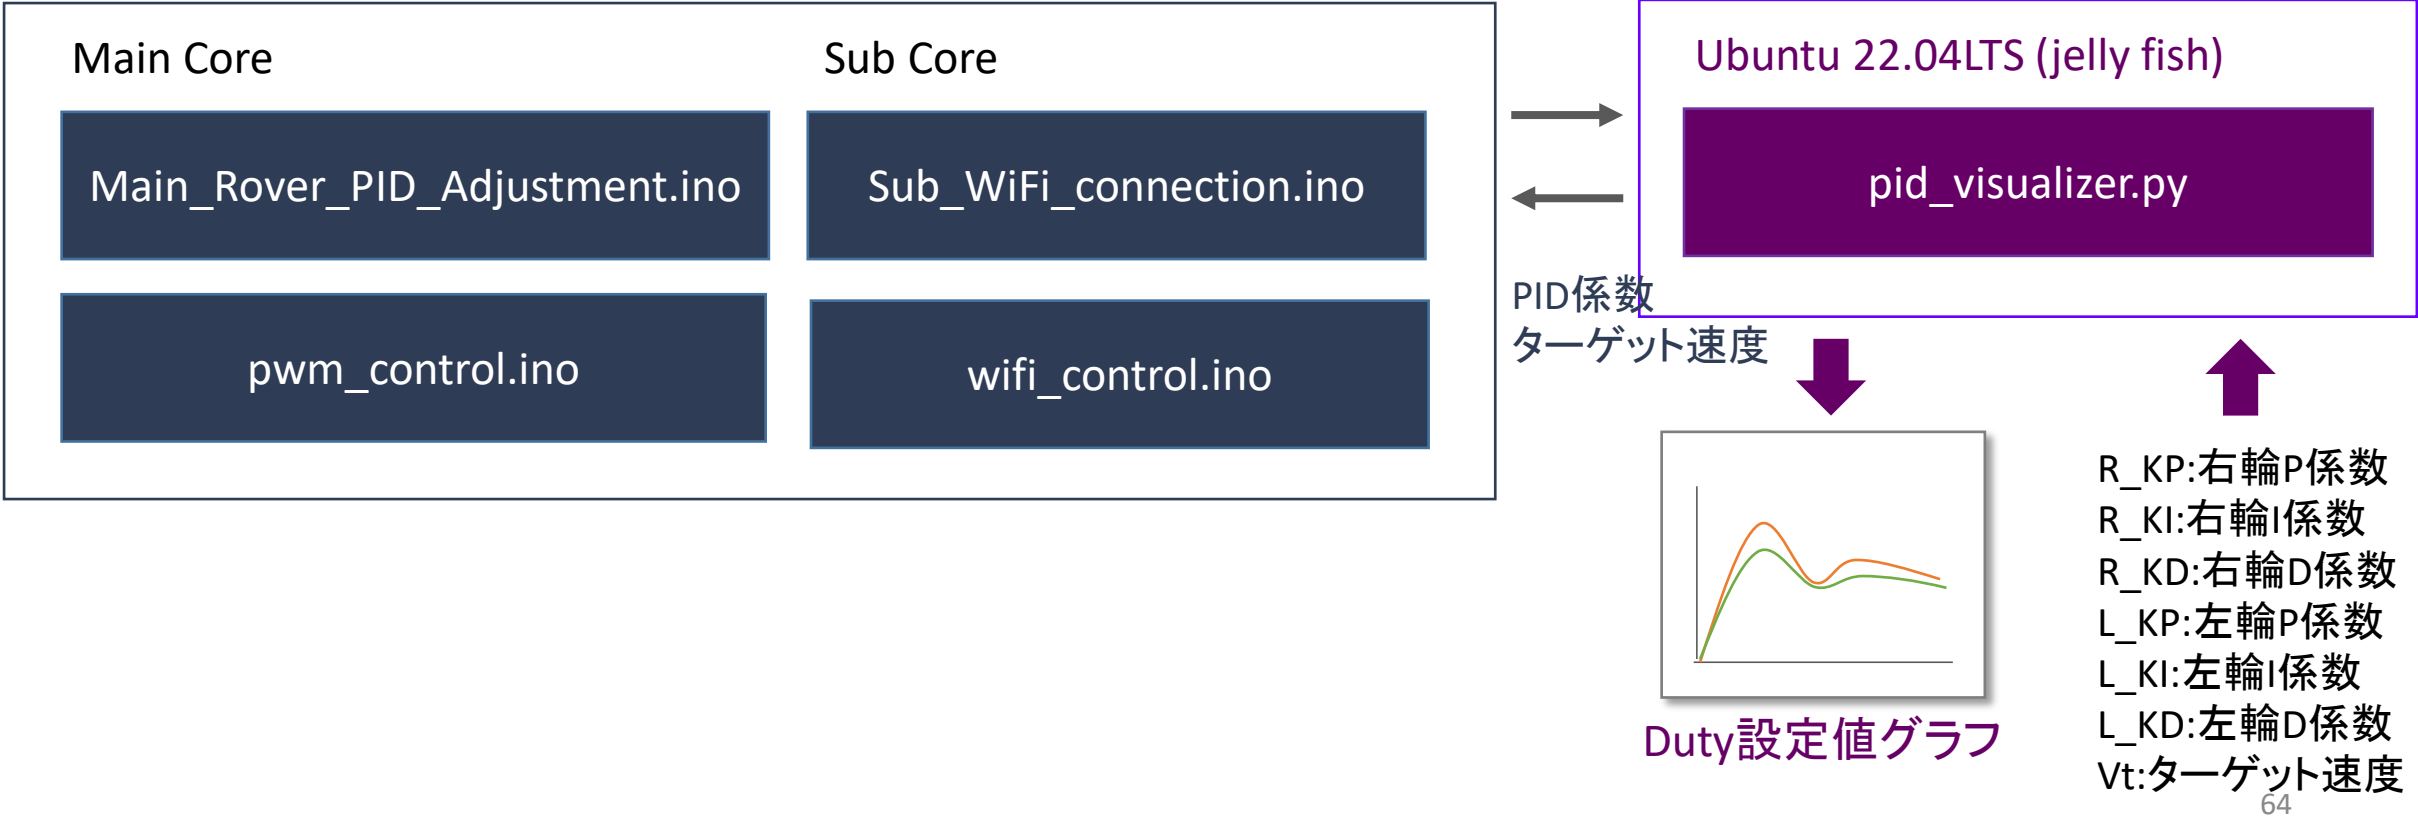 Main Core
Sub Core
Ubuntu 22.04LTS (jelly fish)
Main_Rover_PID_Adjustment.ino
Sub_WiFi_connection.ino
pid_visualizer.py
pwm_control.ino
wifi_control.ino
PID係数
ターゲット速度
Duty設定値グラフ
R_KP:右輪P係数
R_KI:右輪I係数
R_KD:右輪D係数
L_KP:左輪P係数
L_KI:左輪I係数
L_KD:左輪D係数
Vt:ターゲット速度
64